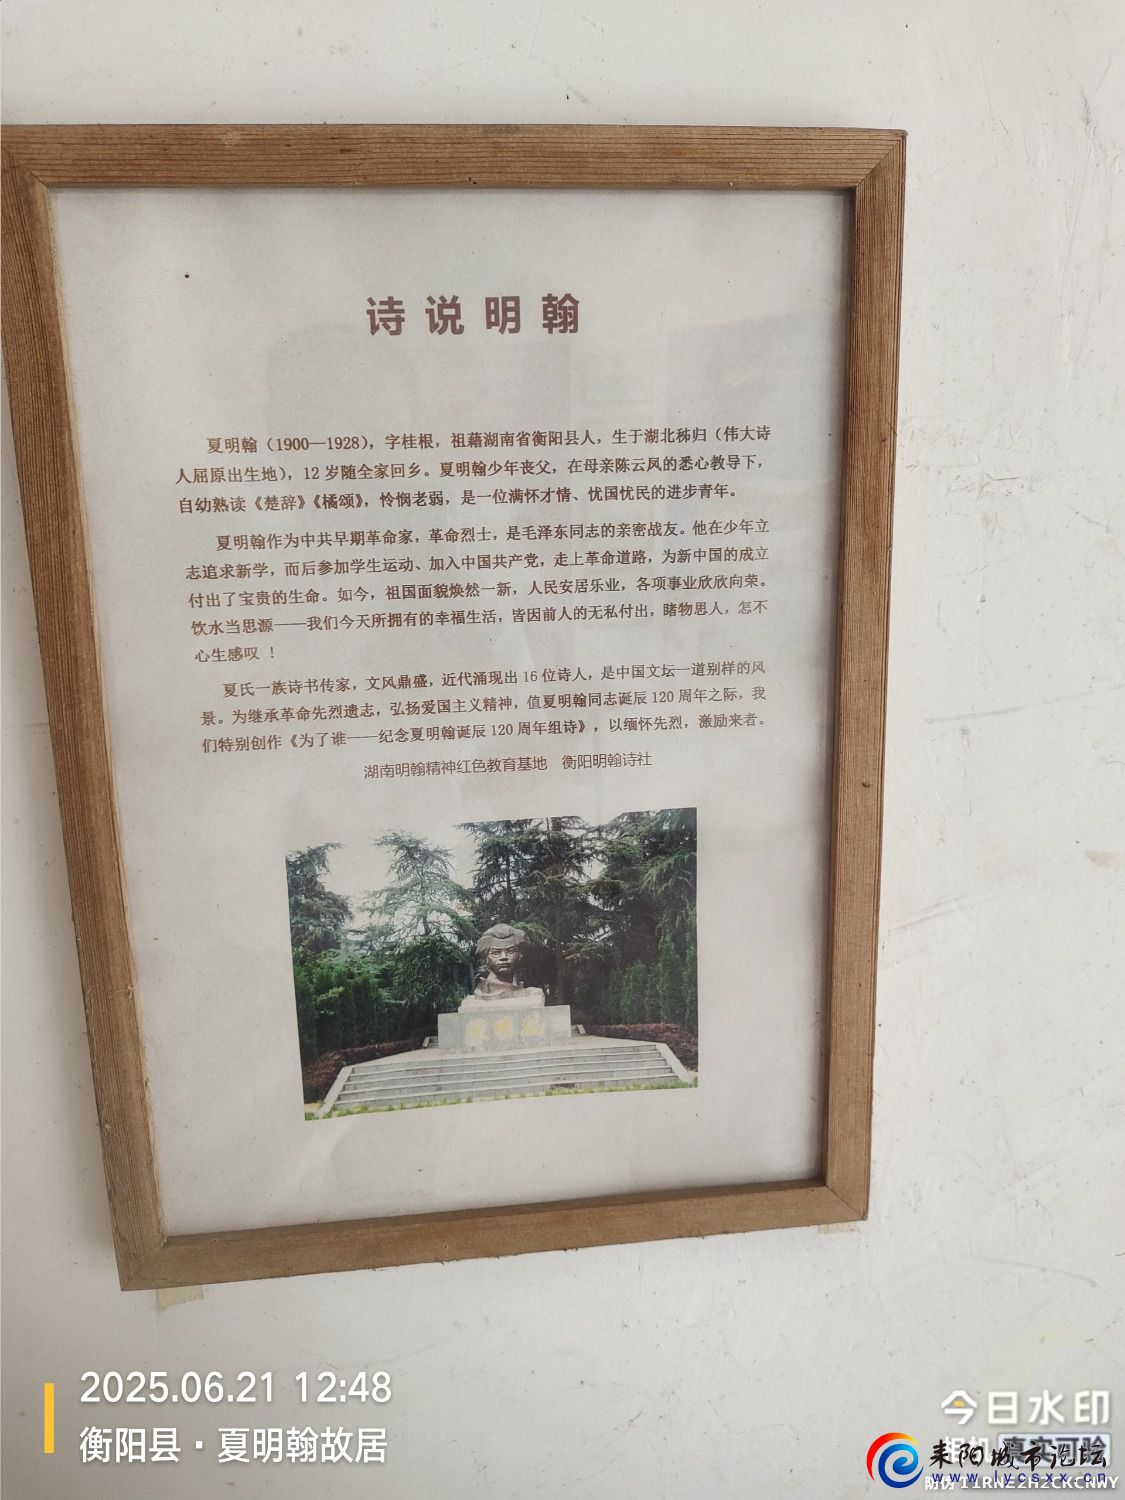 诗说明翰
夏明翰（1900—1928），字桂根，祖藉湖南省衡阳县人，生于湖北秭归（伟大诗
人屈原出生地），12岁随全家回乡。夏明翰少年丧父，在母亲陈云凤的悉心教导下，
自幼熟读《楚辞》《橘颂》，怜悯老弱，是一位满怀才情、忧国忧民的进步青年。
夏明翰作为中共早期革命家，革命烈士，是毛泽东同志的亲密战友。他在少年立
志追求新学，而后参加学生运动、加入中国共产党，走上革命道路，为新中国的成立
付出了宝贵的生命。如今，祖国面貌焕然一新，人民安居乐业，各项事业欣欣向荣。
饮水当思源——我们今天所拥有的幸福生活，皆因前人的无私付出，睹物思人，怎不
心生感叹！
夏氏一族诗书传家，文风鼎盛，近代涌现出16位诗人，是中国文坛一道别样的风
景。为继承革命先烈遗志，弘扬爱国主义精神，值夏明翰同志诞辰120周年之际，我
们特别创作《为了谁——纪念夏明翰诞辰120周年组诗》，以缅怀先烈，激励来者。
湖南明翰精神红色教育基地 衡阳明翰诗社
夏明翰
2025.06.21 12:48
衡阳县·夏明翰故居
今日水印
相机 真实可验
耒阳城市论坛
www.lycsxx.cn
防伪 11RNE2H2CKCNWY